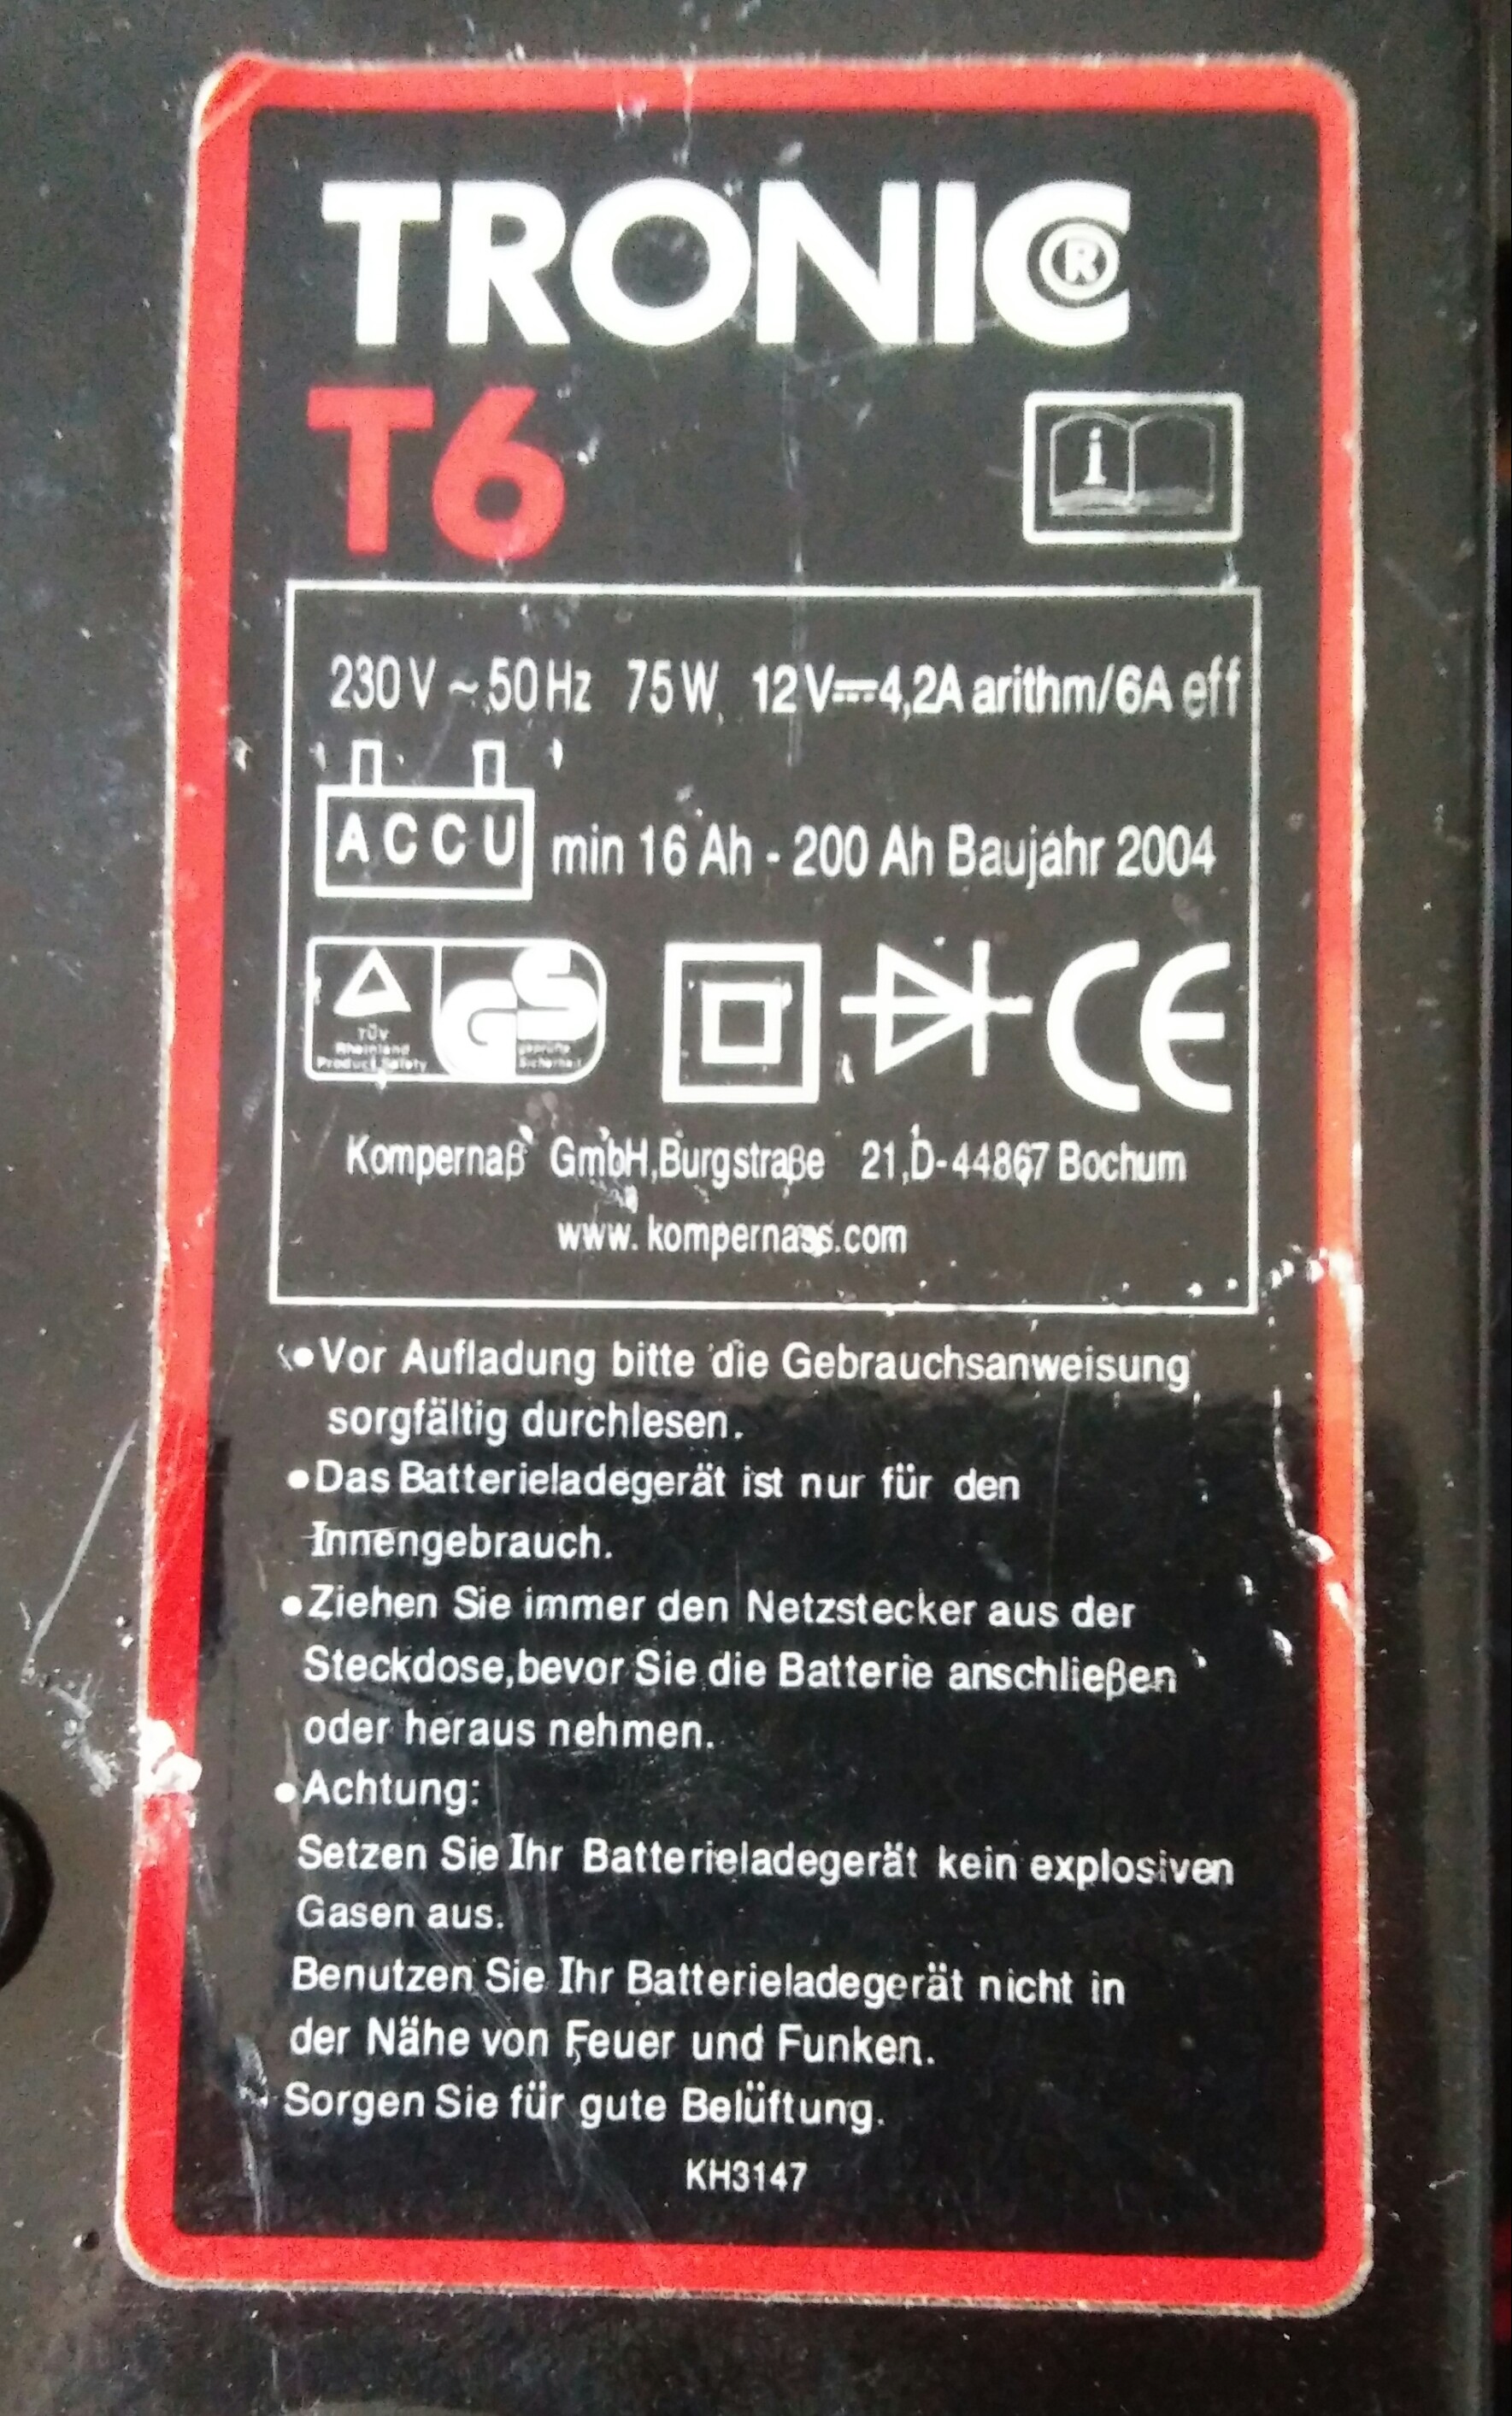 TRONIC®
T6
i
230V ~ 50Hz 75W 12V⎓4,2A arithm/6A eff
ACCU min 16 Ah - 200 Ah Baujahr 2004
TÜV
Rheinland
Product Safety
GS
geprüfte
Sicherheit
CE
Kompernaß GmbH,Burgstraße 21,D-44867 Bochum
www. kompernass.com
•Vor Aufladung bitte die Gebrauchsanweisung
sorgfältig durchlesen.
•Das Batterieladegerät ist nur für den
Innengebrauch.
•Ziehen Sie immer den Netzstecker aus der
Steckdose,bevor Sie die Batterie anschließen
oder heraus nehmen.
•Achtung:
Setzen Sie Ihr Batterieladegerät kein explosiven
Gasen aus.
Benutzen Sie Ihr Batterieladegerät nicht in
der Nähe von Feuer und Funken.
Sorgen Sie für gute Belüftung.
KH3147